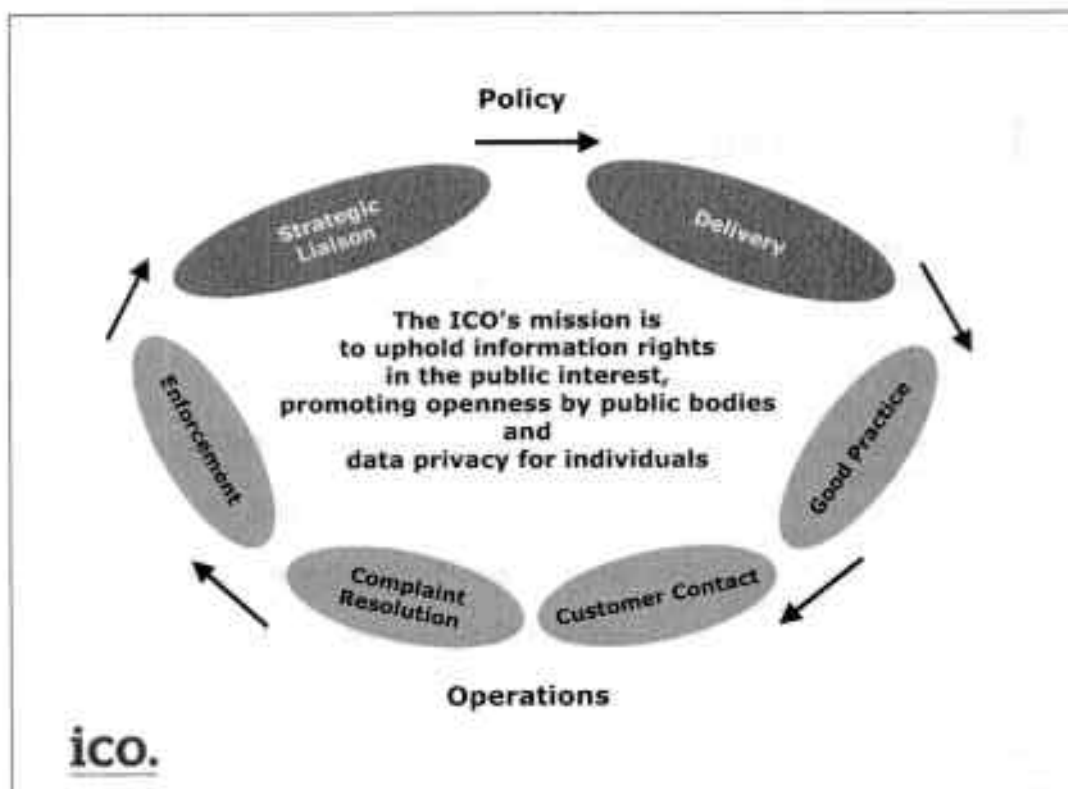 Policy
Strategic
Liaison
Delivery
The ICO's mission is
to uphold information rights
in the public interest,
promoting openness by public bodies
and
data privacy for individuals
Enforcement
Good Practice
Complaint
Resolution
Customer Contact
Operations
ico.